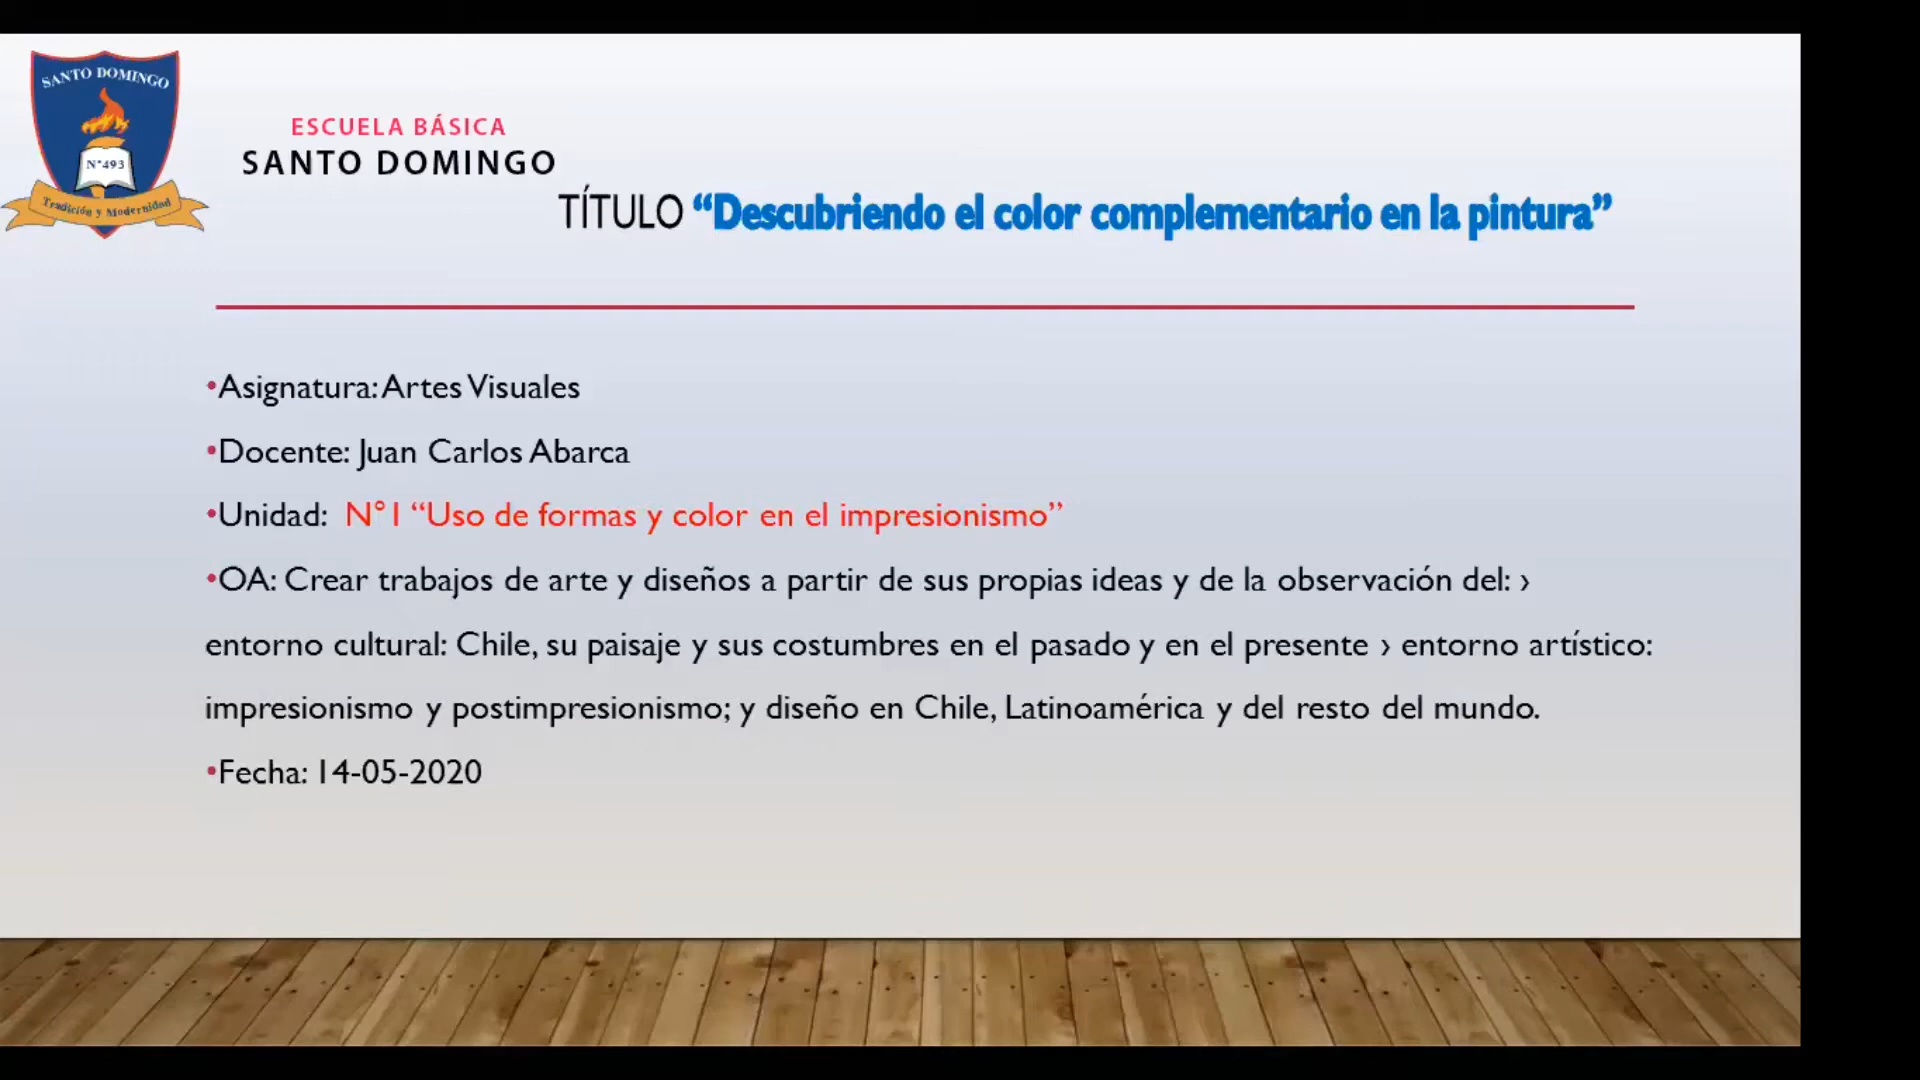 SANTO DOMINGO
N°493
Tradición y Modernidad
ESCUELA BÁSICA
SANTO DOMINGO
TÍTULO “Descubriendo el color complementario en la pintura”
•Asignatura: Artes Visuales
•Docente: Juan Carlos Abarca
•Unidad: N°1 “Uso de formas y color en el impresionismo”
•OA: Crear trabajos de arte y diseños a partir de sus propias ideas y de la observación del: ›
entorno cultural: Chile, su paisaje y sus costumbres en el pasado y en el presente › entorno artístico:
impresionismo y postimpresionismo; y diseño en Chile, Latinoamérica y del resto del mundo.
•Fecha: 14-05-2020